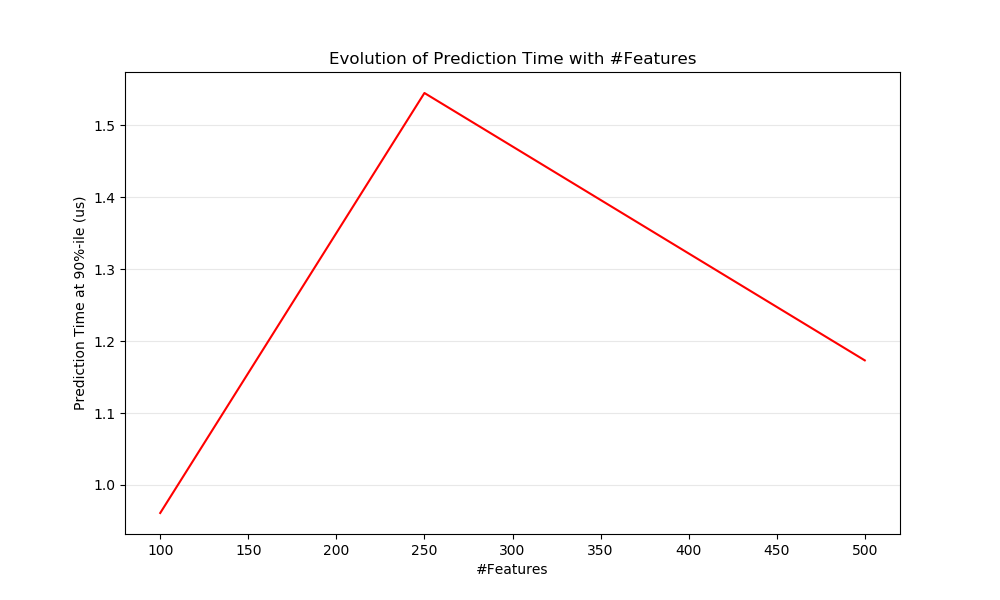 Evolution of Prediction Time with #Features
Prediction Time at 90%-ile (us)
1.5
1.4
1.3
1.2
1.1
1.0
100 150 200 250 300 350 400 450 500
#Features